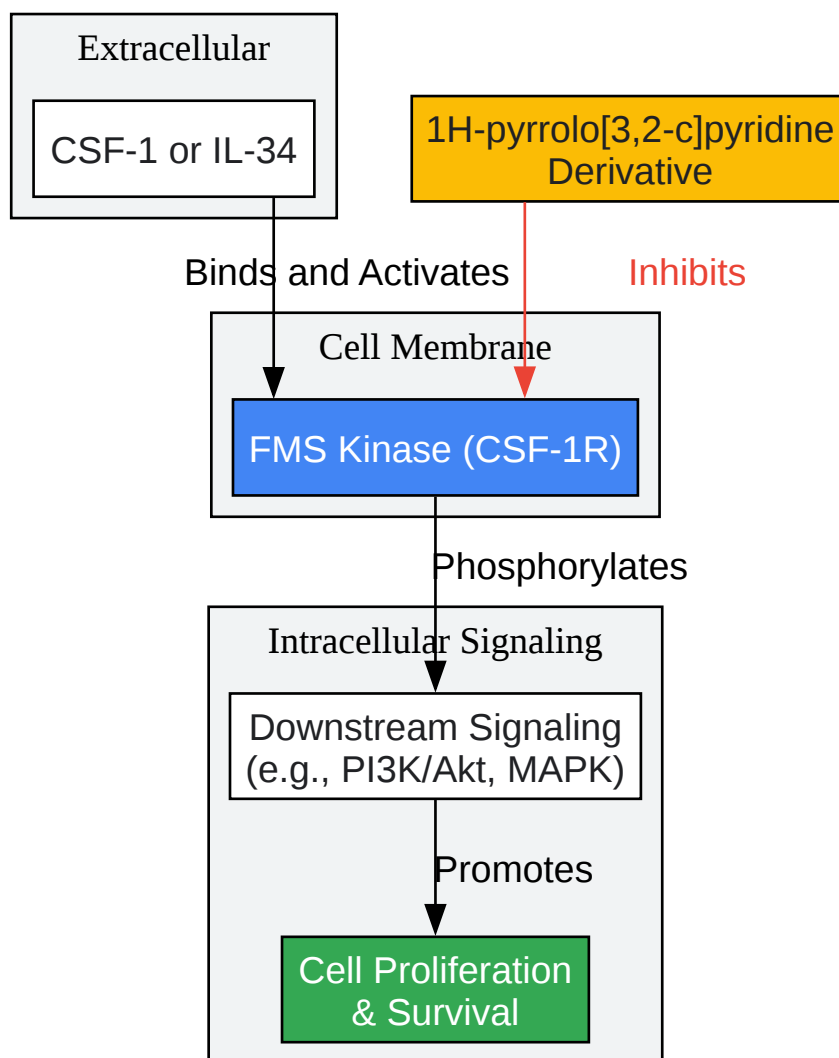 Extracellular
CSF-1 or IL-34
1H-pyrrolo[3,2-c]pyridine
Derivative
Binds and Activates
Inhibits
Cell Membrane
FMS Kinase (CSF-1R)
Phosphorylates
Intracellular Signaling
Downstream Signaling
(e.g., PI3K/Akt, MAPK)
Promotes
Cell Proliferation
& Survival